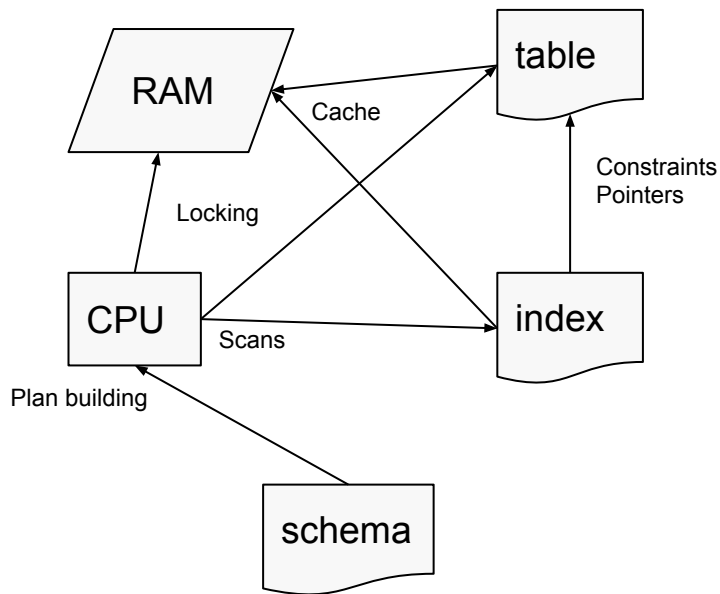 RAM
table
Cache
Constraints
Pointers
Locking
CPU
index
Scans
Plan building
schema